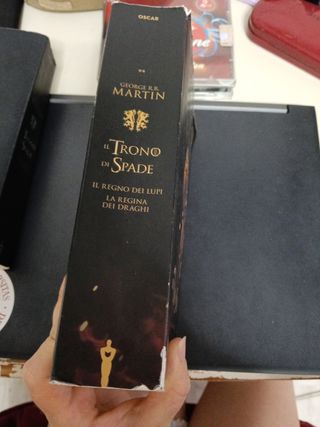 OSCAR
GEORGE R.R.
MARTIN
IL
TRONO
DI
SPADE
IL REGNO DEI LUPI
LA REGINA
DEI DRAGHI